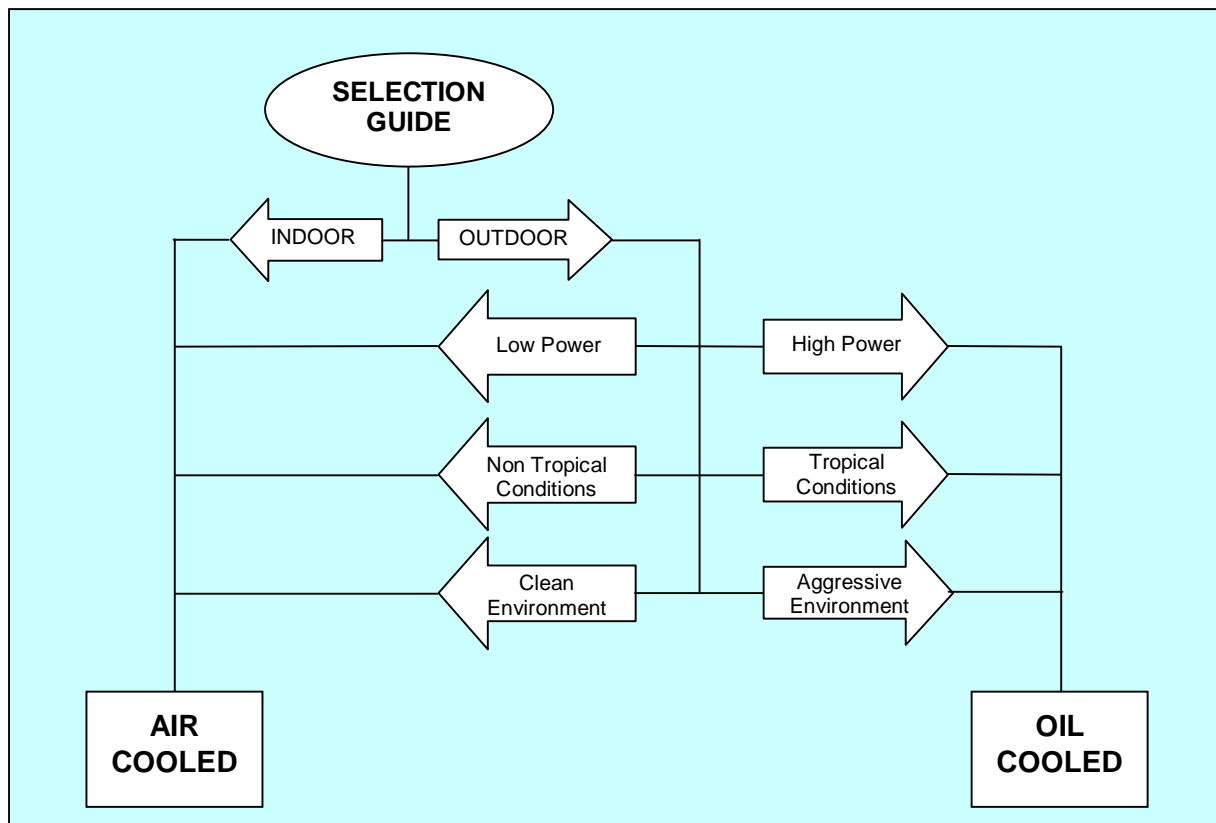 SELECTION
GUIDE
INDOOR
OUTDOOR
Low Power
High Power
Non Tropical
Conditions
Tropical
Conditions
Clean
Environment
Aggressive
Environment
AIR
COOLED
OIL
COOLED